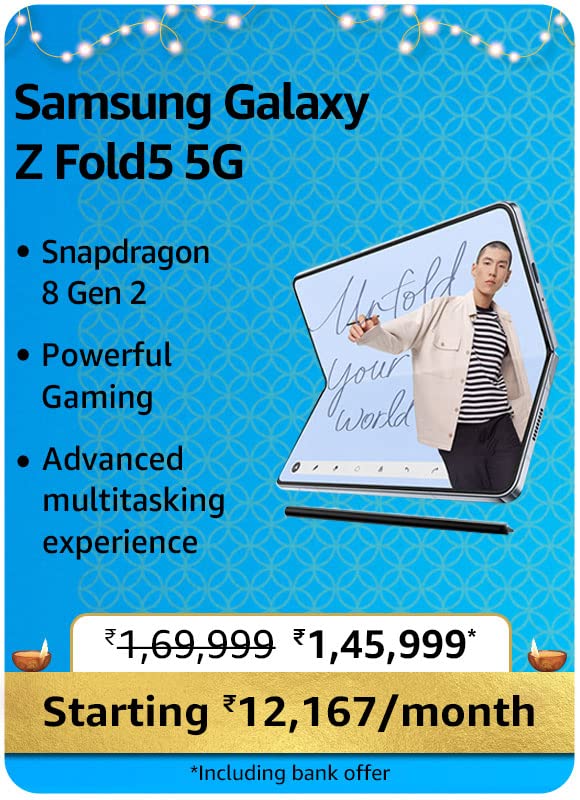 Samsung Galaxy
Z Fold5 5G
• Snapdragon
8 Gen 2
• Powerful
Gaming
• Advanced
multitasking
experience
Unfold
your
world
₹1,69,999 ₹1,45,999*
Starting ₹12,167/month
*Including bank offer